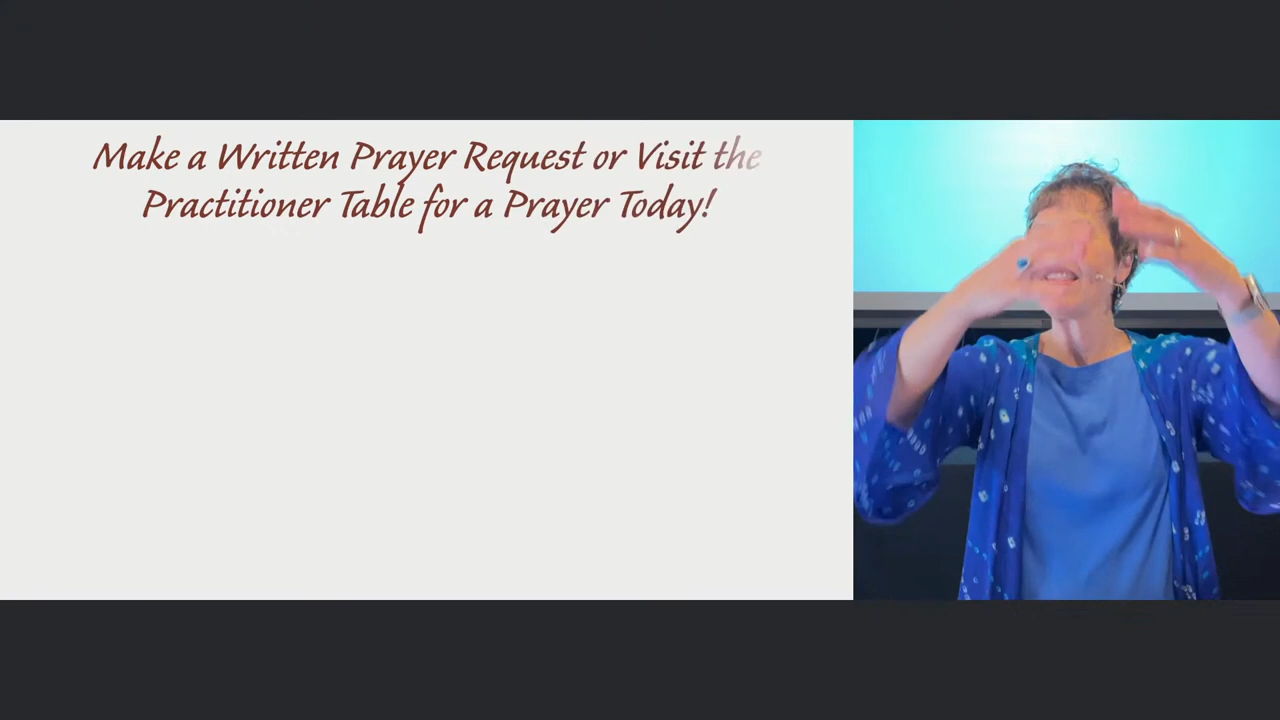 Make a Written Prayer Request or Visit the
Practitioner Table for a Prayer Today!